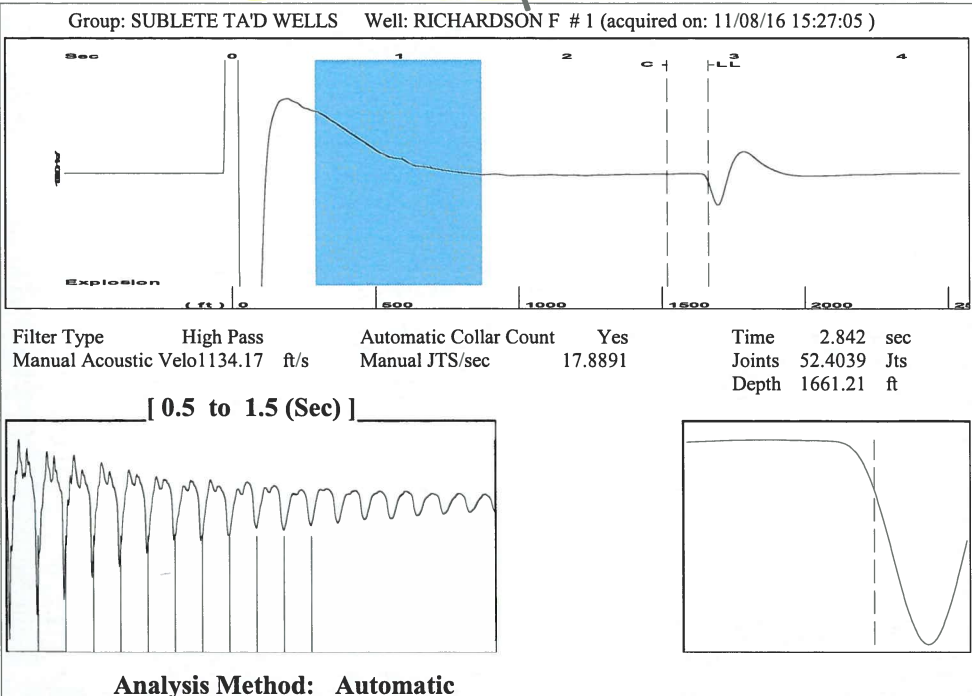 Group: SUBLETE TA'D WELLS Well: RICHARDSON F # 1 (acquired on: 11/08/16 15:27:05 )
Sec 0 1 2 3 4
C LL
Explosion
(ft) 0 500 1000 1500 2000
Filter Type High Pass Automatic Collar Count Yes Time 2.842 sec
Manual Acoustic Velo1134.17 ft/s Manual JTS/sec 17.8891 Joints 52.4039 Jts
Depth 1661.21 ft
[ 0.5 to 1.5 (Sec) ]
Analysis Method: Automatic